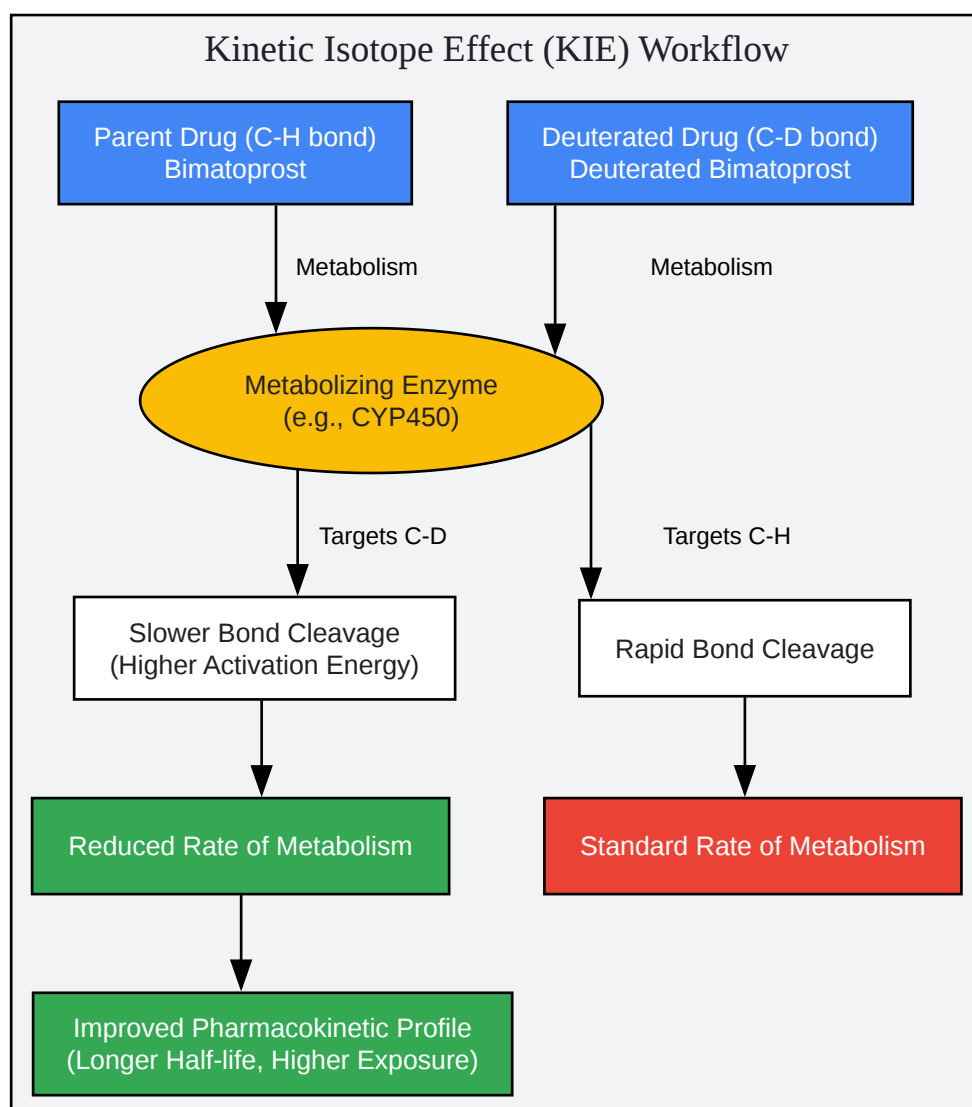 Kinetic Isotope Effect (KIE) Workflow
Parent Drug (C-H bond)
Bimatoprost
Deuterated Drug (C-D bond)
Deuterated Bimatoprost
Metabolism
Metabolism
Metabolizing Enzyme
(e.g., CYP450)
Targets C-D
Targets C-H
Slower Bond Cleavage
(Higher Activation Energy)
Rapid Bond Cleavage
Reduced Rate of Metabolism
Standard Rate of Metabolism
Improved Pharmacokinetic Profile
(Longer Half-life, Higher Exposure)